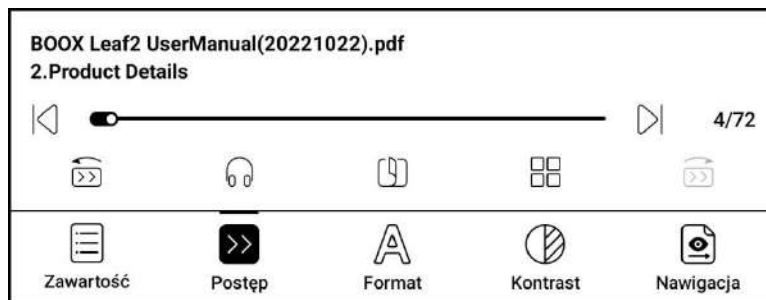 BOOX Leaf2 UserManual(20221022).pdf
2.Product Details
4/72
Zawartość Postęp Format Kontrast Nawigacja